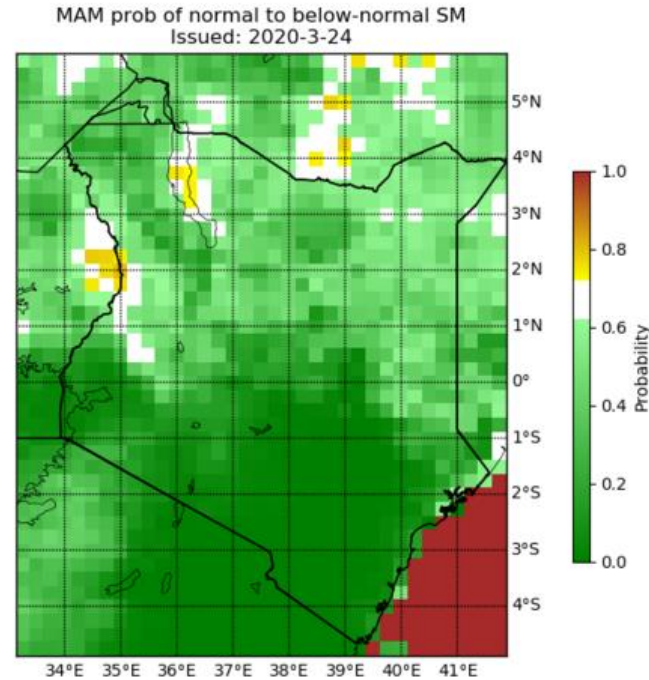 MAM prob of normal to below-normal SM
Issued: 2020-3-24
5°N
4°N
3°N
2°N
1°N
0°
1°S
2°S
3°S
4°S
34°E 35°E 36°E 37°E 38°E 39°E 40°E 41°E
1.0
0.8
0.6
0.4
0.2
0.0
Probability